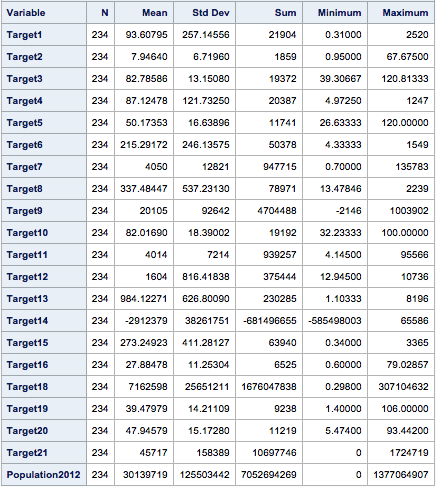 Variable N Mean Std Dev Sum Minimum Maximum
Target1 234 93.60795 257.14556 21904 0.31000 2520
Target2 234 7.94640 6.71960 1859 0.95000 67.67500
Target3 234 82.78586 13.15080 19372 39.30667 120.81333
Target4 234 87.12478 121.73250 20387 4.97250 1247
Target5 234 50.17353 16.63896 11741 26.63333 120.00000
Target6 234 215.29172 246.13575 50378 4.33333 1549
Target7 234 4050 12821 947715 0.70000 135783
Target8 234 337.48447 537.23130 78971 13.47846 2239
Target9 234 20105 92642 4704488 -2146 1003902
Target10 234 82.01690 18.39002 19192 32.23333 100.00000
Target11 234 4014 7214 939257 4.14500 95566
Target12 234 1604 816.41838 375444 12.94500 10736
Target13 234 984.12271 626.80090 230285 1.10333 8196
Target14 234 -2912379 38261751 -681496655 -585498003 65586
Target15 234 273.24923 411.28127 63940 0.34000 3365
Target16 234 27.88478 11.25304 6525 0.60000 79.02857
Target18 234 7162598 25651211 1676047838 0.29800 307104632
Target19 234 39.47979 14.21109 9238 1.40000 106.00000
Target20 234 47.94579 15.17280 11219 5.47400 93.44200
Target21 234 45717 158389 10697746 0 1724719
Population2012 234 30139719 125503442 7052694269 0 1377064907